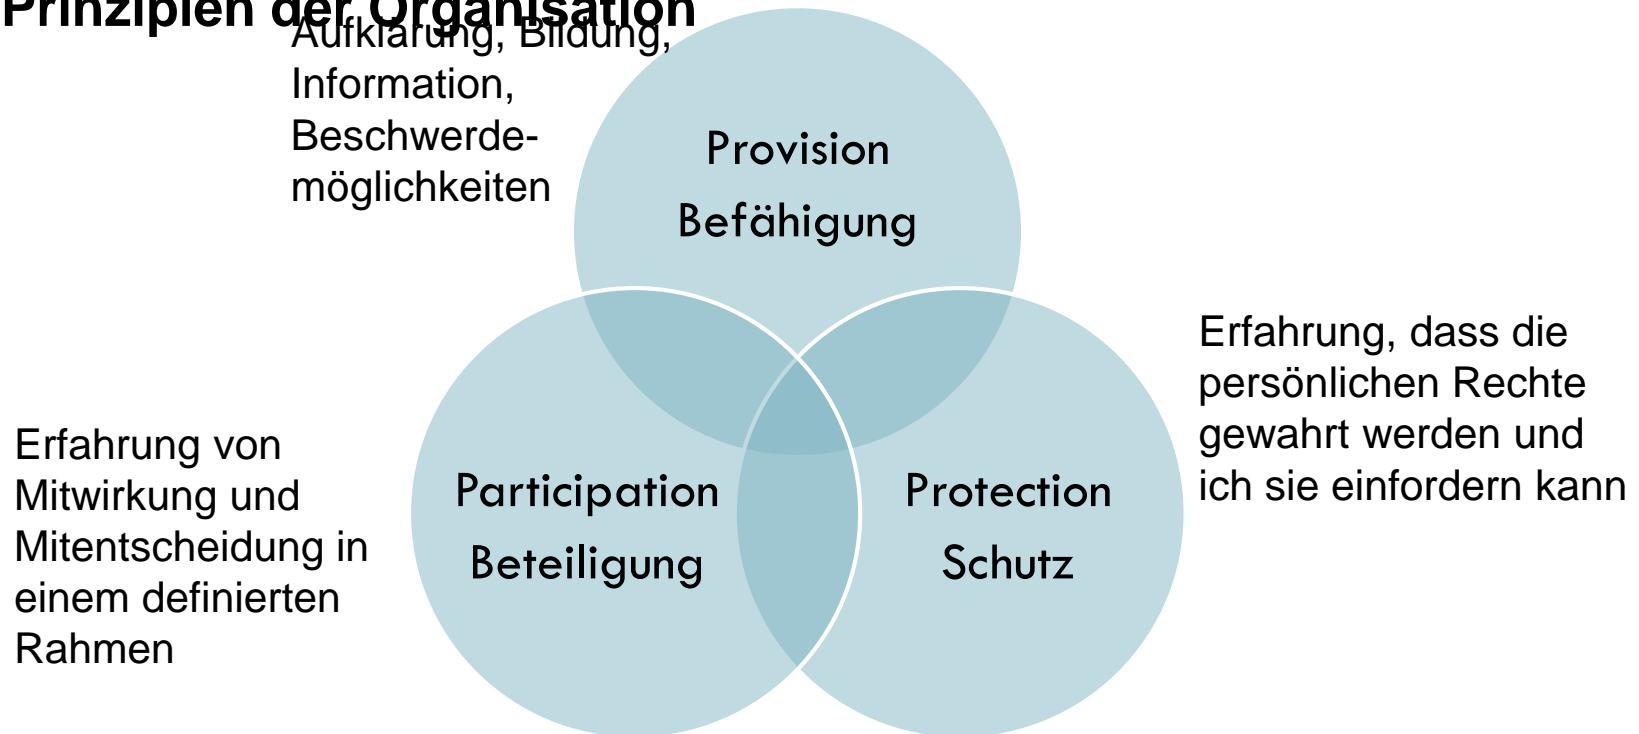 Prinzipien der Organisation
Aufklärung, Bildung,
Information,
Beschwerde-
möglichkeiten
Provision
Befähigung
Erfahrung, dass die
persönlichen Rechte
gewahrt werden und
ich sie einfordern kann
Erfahrung von
Mitwirkung und
Mitentscheidung in
einem definierten
Rahmen
Participation
Beteiligung
Protection
Schutz